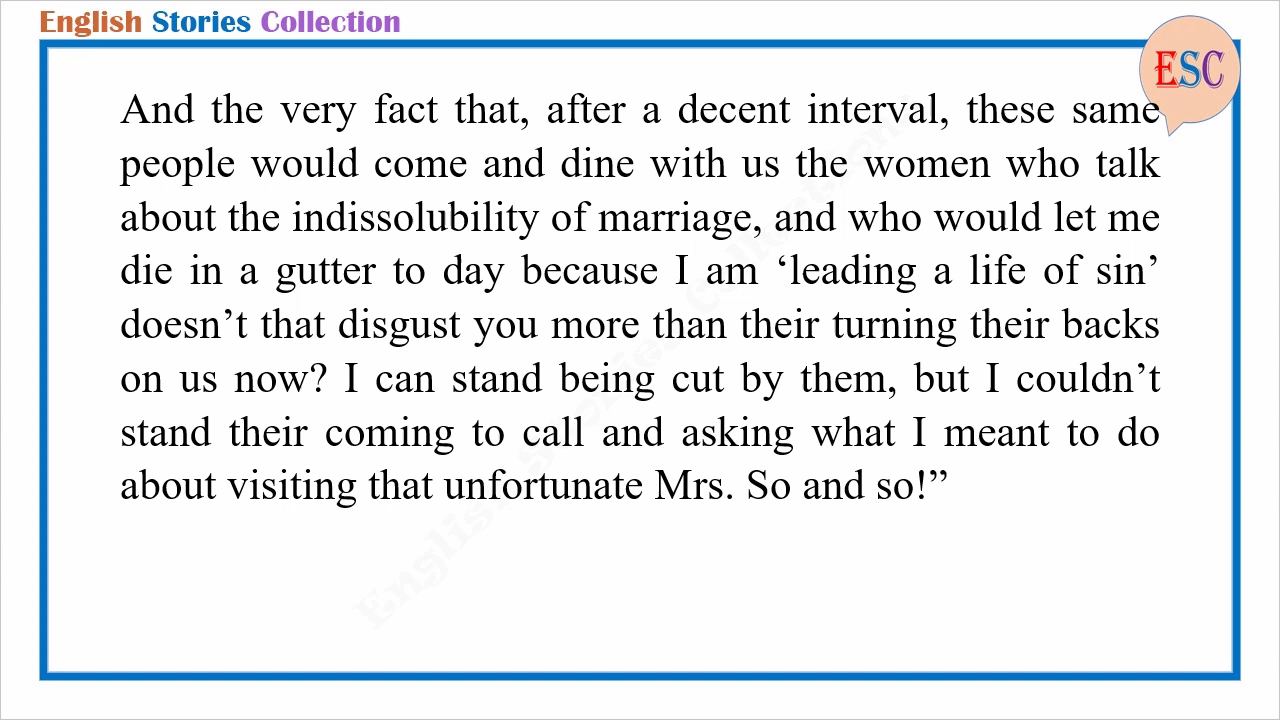 English Stories Collection
ESC
And the very fact that, after a decent interval, these same
people would come and dine with us the women who talk
about the indissolubility of marriage, and who would let me
die in a gutter to day because I am ‘leading a life of sin’
doesn’t that disgust you more than their turning their backs
on us now? I can stand being cut by them, but I couldn’t
stand their coming to call and asking what I meant to do
about visiting that unfortunate Mrs. So and so!”
English Stories Collection